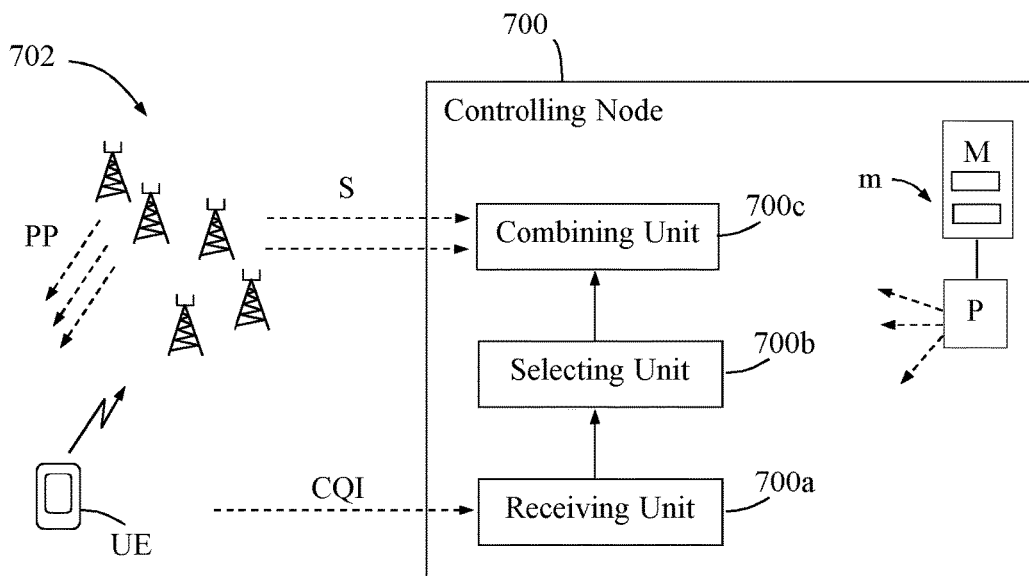 700
702
Controlling Node
M
m
S
700c
PP
Combining Unit
P
700b
Selecting Unit
700a
CQI
Receiving Unit
UE